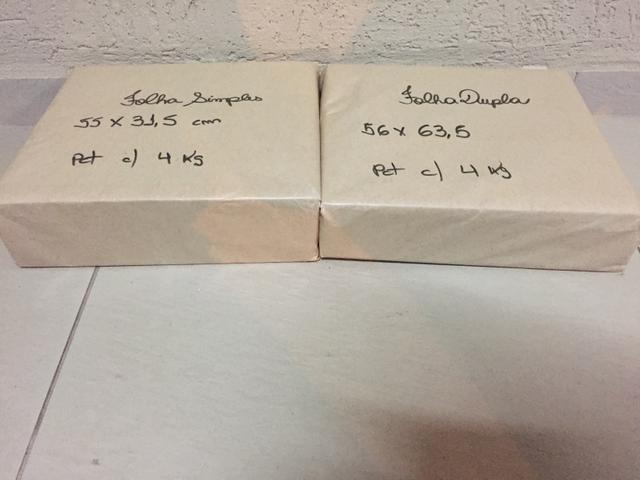 Folha Simples
55 x 31,5 cm
Pct c/ 4 Kg
Folha Dupla
56 x 63,5
Pct c/ 4 Kg